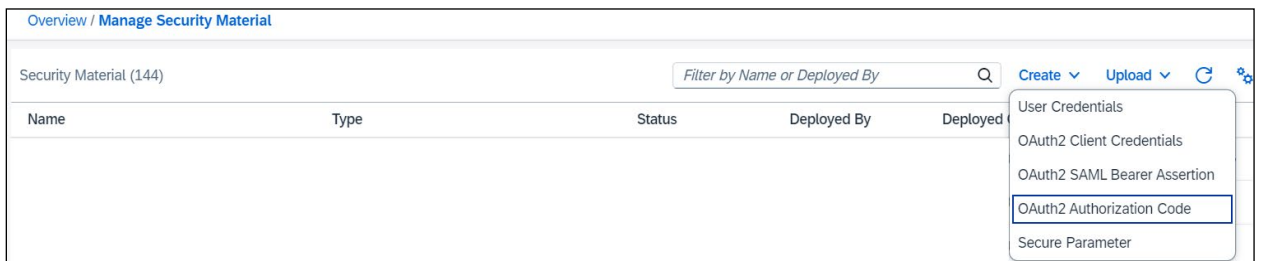 Overview / Manage Security Material
Security Material (144)
Filter by Name or Deployed By
Create
Upload
Name
Type
Status
Deployed By
Deployed
User Credentials
OAuth2 Client Credentials
OAuth2 SAML Bearer Assertion
OAuth2 Authorization Code
Secure Parameter